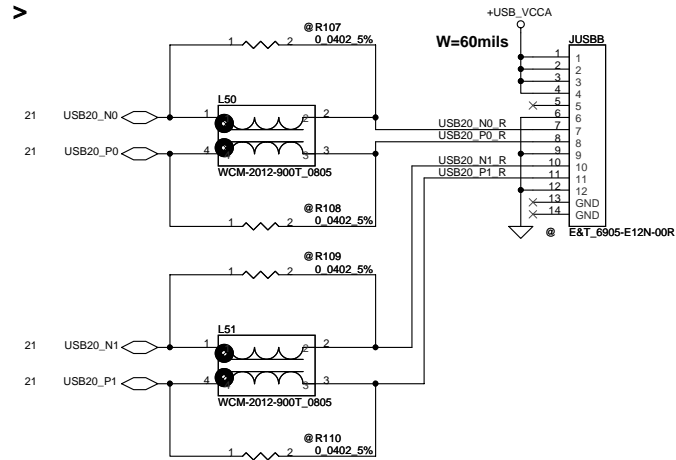 >
@ R107
1 2 0_0402_5%
+USB_VCCA
W=60mils
JUSBB
L50
21 USB20_N0 1 2 2
21 USB20_P0 4 3 3
WCM-2012-900T_0805
@ R108
1 2 0_0402_5%
USB20_N0_R
USB20_P0_R
USB20_N1_R
USB20_P1_R
1 1
2 2
3 3
4 4
5 5
6 6
7 7
8 8
9 9
10 10
11 11
12 12
13 GND
14 GND
@ E&T_6905-E12N-00R
@ R109
1 2 0_0402_5%
L51
21 USB20_N1 1 2 2
21 USB20_P1 4 3 3
WCM-2012-900T_0805
@ R110
1 2 0_0402_5%